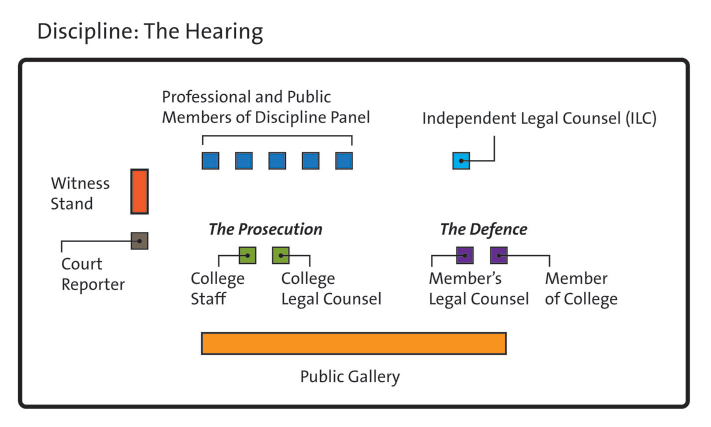 Discipline: The Hearing
Professional and Public
Members of Discipline Panel
Independent Legal Counsel (ILC)
Witness
Stand
Court
Reporter
The Prosecution
College
Staff
College
Legal Counsel
The Defence
Member's
Legal Counsel
Member
of College
Public Gallery